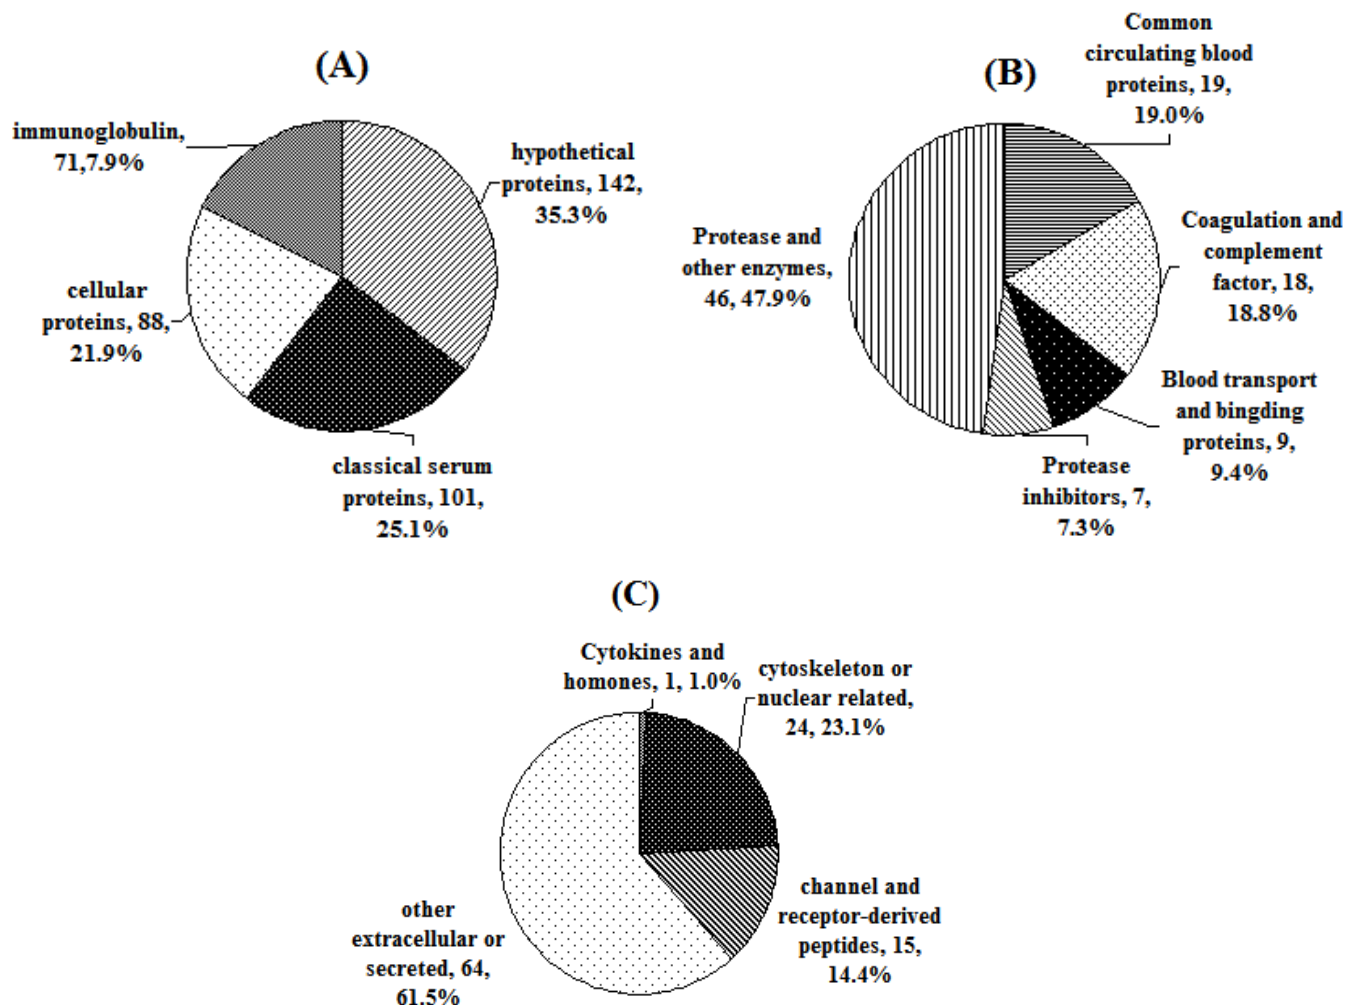 (A)
immunoglobulin,
71,7.9%
hypothetical
proteins, 142,
35.3%
cellular
proteins, 88,
21.9%
classical serum
proteins, 101,
25.1%
(B)
Common
circulating blood
proteins, 19,
19.0%
Protease and
other enzymes,
46, 47.9%
Coagulation and
complement
factor, 18,
18.8%
Blood transport
and bingding
proteins, 9,
9.4%
Protease
inhibitors, 7,
7.3%
(C)
Cytokines and
homones, 1, 1.0%
cytoskeleton or
nuclear related,
24, 23.1%
channel and
receptor-derived
peptides, 15,
14.4%
other
extracellular or
secreted, 64,
61.5%